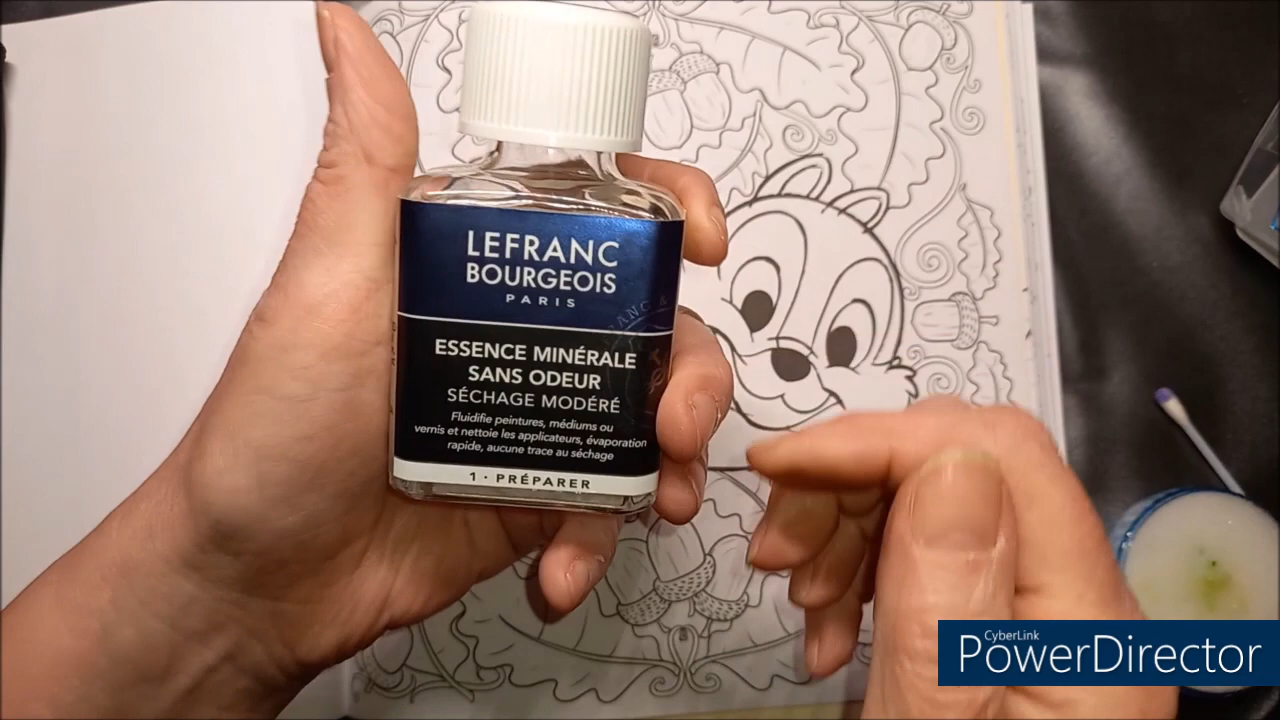 LEFRANC
BOURGEOIS
PARIS
ESSENCE MINÉRALE
SANS ODEUR
SÉCHAGE MODÉRÉ
Fluidifie peintures, médiums ou
vernis et nettoie les applicateurs, évaporation
rapide, aucune trace au séchage
1 · PRÉPARER
CyberLink
PowerDirector